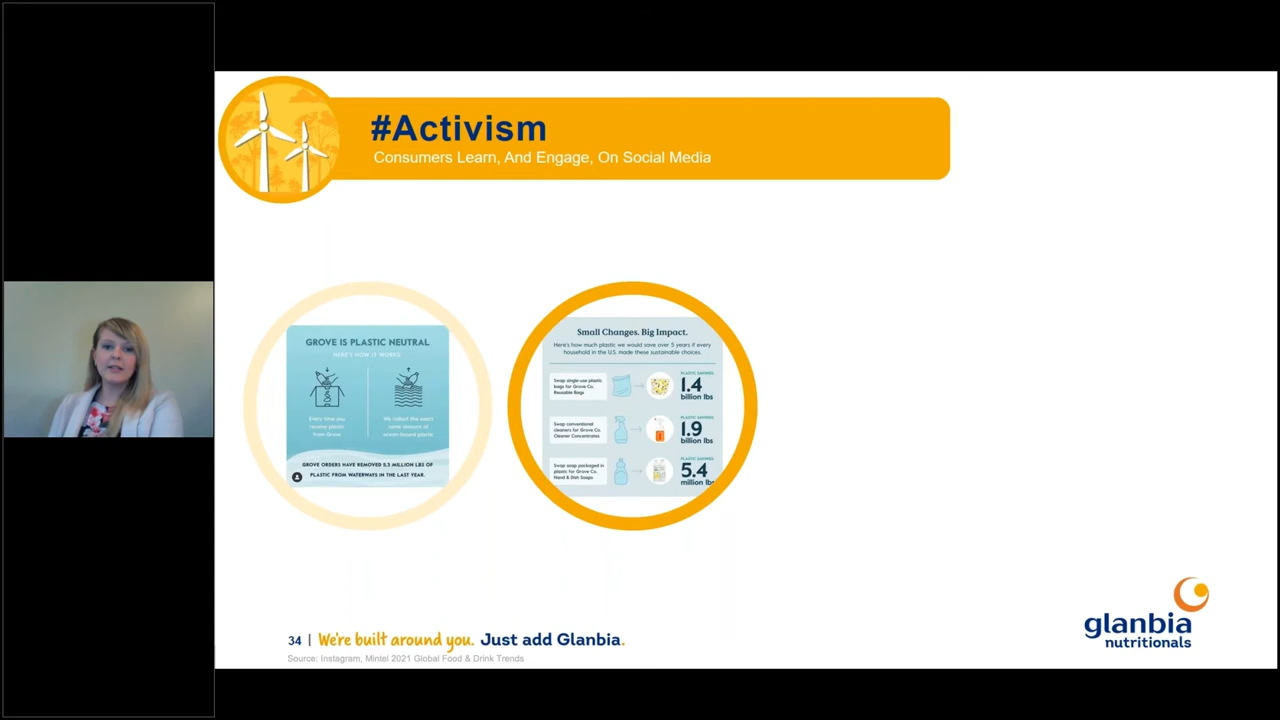 #Activism
Consumers Learn, And Engage, On Social Media
GROVE IS PLASTIC NEUTRAL
HERE'S HOW IT WORKS:
Every time you
receive plastic
from Grove
We collect the exact
same amount of
ocean-bound plastic
GROVE ORDERS HAVE REMOVED 5.3 MILLION LBS OF
PLASTIC FROM WATERWAYS IN THE LAST YEAR.
Small Changes. Big Impact.
Here's how much plastic we would save over 5 years if every
household in the U.S. made these sustainable choices.
Swap single-use plastic
bags for Grove Co.
Reusable Bags
PLASTIC SAVINGS
1.4
billion lbs
Swap conventional
cleaners for Grove Co.
Cleaner Concentrates
PLASTIC SAVINGS
1.9
billion lbs
Swap soap packaged in
plastic for Grove Co.
Hand & Dish Soaps
PLASTIC SAVINGS
5.4
million lbs
34 | We're built around you. Just add Glanbia.
Source: Instagram, Mintel 2021 Global Food & Drink Trends
glanbia
nutritionals